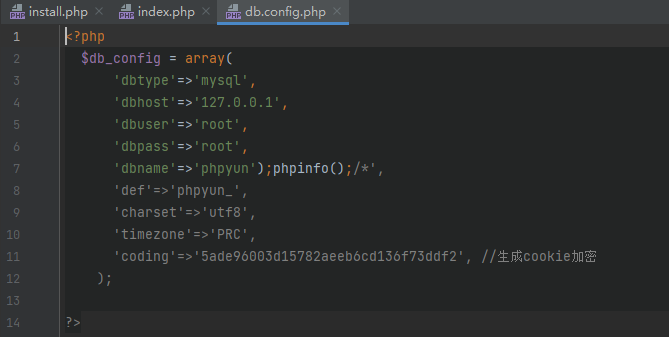 install.php × index.php × db.config.php ×
1 <?php
2 $db_config = array(
3 'dbtype'=>'mysql',
4 'dbhost'=>'127.0.0.1',
5 'dbuser'=>'root',
6 'dbpass'=>'root',
7 'dbname'=>'phpyun');phpinfo();/*',
8 'def'=>'phpyun_',
9 'charset'=>'utf8',
10 'timezone'=>'PRC',
11 'coding'=>'5ade96003d15782aeeb6cd136f73ddf2', //生成cookie加密
12 );
13
14 ?>